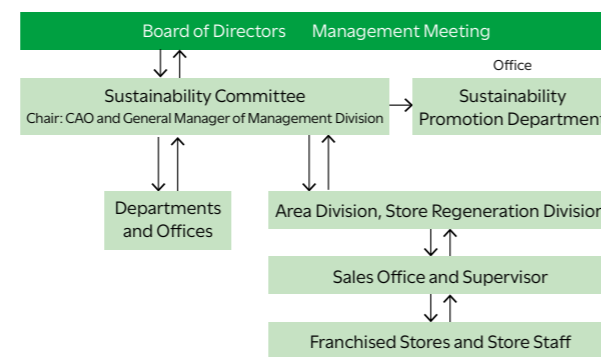 Board of Directors Management Meeting
Office
Sustainability Committee
Chair: CAO and General Manager of Management Division
Sustainability
Promotion Department
Departments
and Offices
Area Division, Store Regeneration Division
Sales Office and Supervisor
Franchised Stores and Store Staff